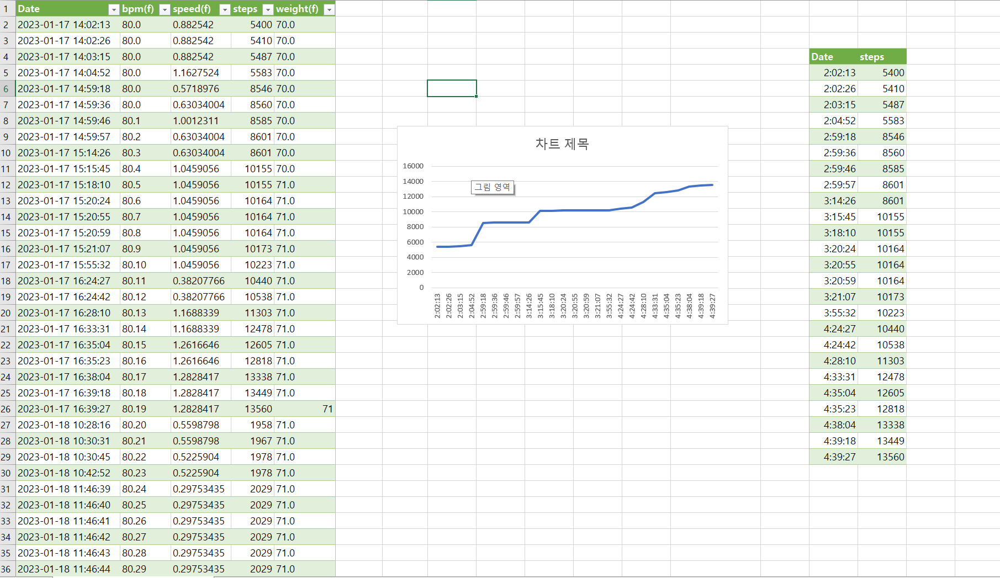 1 Date bpm(f) speed(f) steps weight(f)
2 2023-01-17 14:02:13 80.0 0.882542 5400 70.0
3 2023-01-17 14:02:26 80.0 0.882542 5410 70.0
4 2023-01-17 14:03:15 80.0 0.882542 5487 70.0
5 2023-01-17 14:04:52 80.0 1.1627524 5583 70.0
6 2023-01-17 14:59:18 80.0 0.5718976 8546 70.0
7 2023-01-17 14:59:36 80.0 0.63034004 8560 70.0
8 2023-01-17 14:59:46 80.1 1.0012311 8585 70.0
9 2023-01-17 14:59:57 80.2 0.63034004 8601 70.0
10 2023-01-17 15:14:26 80.3 0.63034004 8601 70.0
11 2023-01-17 15:15:45 80.4 1.0459056 10155 70.0
12 2023-01-17 15:18:10 80.5 1.0459056 10155 71.0
13 2023-01-17 15:20:24 80.6 1.0459056 10164 71.0
14 2023-01-17 15:20:55 80.7 1.0459056 10164 71.0
15 2023-01-17 15:20:59 80.8 1.0459056 10164 71.0
16 2023-01-17 15:21:07 80.9 1.0459056 10173 71.0
17 2023-01-17 15:55:32 80.10 1.0459056 10223 71.0
18 2023-01-17 16:24:27 80.11 0.38207766 10440 71.0
19 2023-01-17 16:24:42 80.12 0.38207766 10538 71.0
20 2023-01-17 16:28:10 80.13 1.1688339 11303 71.0
21 2023-01-17 16:33:31 80.14 1.1688339 12478 71.0
22 2023-01-17 16:35:04 80.15 1.2616646 12605 71.0
23 2023-01-17 16:35:23 80.16 1.2616646 12818 71.0
24 2023-01-17 16:38:04 80.17 1.2828417 13338 71.0
25 2023-01-17 16:39:18 80.18 1.2828417 13449 71.0
26 2023-01-17 16:39:27 80.19 1.2828417 13560 71
27 2023-01-18 10:28:16 80.20 0.5598798 1958 71.0
28 2023-01-18 10:30:31 80.21 0.5598798 1967 71.0
29 2023-01-18 10:30:45 80.22 0.5225904 1978 71.0
30 2023-01-18 10:42:52 80.23 0.5225904 1978 71.0
31 2023-01-18 11:46:39 80.24 0.29753435 2029 71.0
32 2023-01-18 11:46:40 80.25 0.29753435 2029 71.0
33 2023-01-18 11:46:41 80.26 0.29753435 2029 71.0
34 2023-01-18 11:46:42 80.27 0.29753435 2029 71.0
35 2023-01-18 11:46:43 80.28 0.29753435 2029 71.0
36 2023-01-18 11:46:44 80.29 0.29753435 2029 71.0
차트 제목
16000
14000
그림 영역
12000
10000
8000
6000
4000
2000
0
2:02:13
2:02:26
2:03:15
2:04:52
2:59:18
2:59:36
2:59:46
2:59:57
3:14:26
3:15:45
3:18:10
3:20:24
3:20:55
3:20:59
3:21:07
3:55:32
4:24:27
4:24:42
4:28:10
4:33:31
4:35:04
4:35:23
4:38:04
4:39:18
4:39:27
Date steps
2:02:13 5400
2:02:26 5410
2:03:15 5487
2:04:52 5583
2:59:18 8546
2:59:36 8560
2:59:46 8585
2:59:57 8601
3:14:26 8601
3:15:45 10155
3:18:10 10155
3:20:24 10164
3:20:55 10164
3:20:59 10164
3:21:07 10173
3:55:32 10223
4:24:27 10440
4:24:42 10538
4:28:10 11303
4:33:31 12478
4:35:04 12605
4:35:23 12818
4:38:04 13338
4:39:18 13449
4:39:27 13560